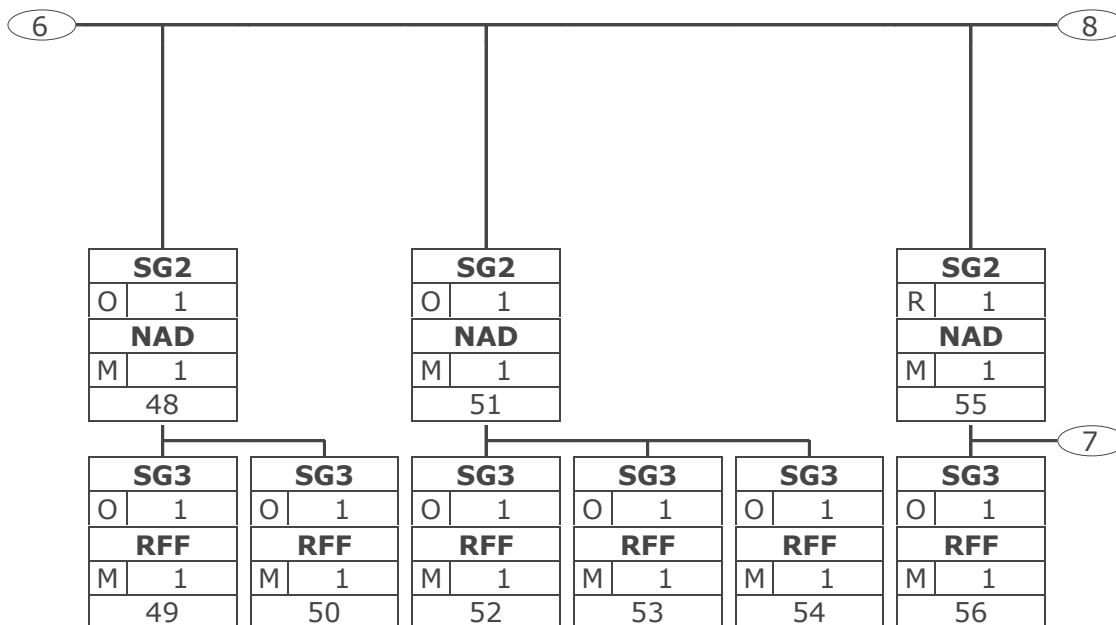 6 8
SG2 SG2 SG2
O 1 O 1 R 1
NAD NAD NAD
M 1 M 1 M 1
48 51 55
7
SG3 SG3 SG3 SG3 SG3 SG3
O 1 O 1 O 1 O 1 O 1 O 1
RFF RFF RFF RFF RFF RFF
M 1 M 1 M 1 M 1 M 1 M 1
49 50 52 53 54 56